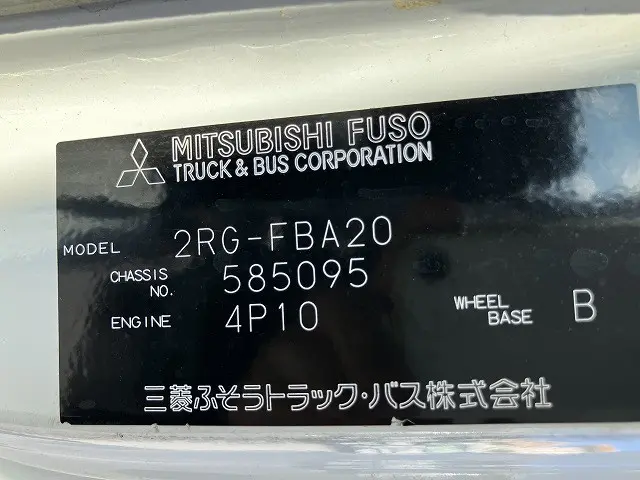 MITSUBISHI FUSO
TRUCK & BUS CORPORATION
MODEL 2RG-FBA20
CHASSIS NO. 585095
ENGINE 4P10 WHEEL BASE B
三菱ふそうトラック・バス株式会社